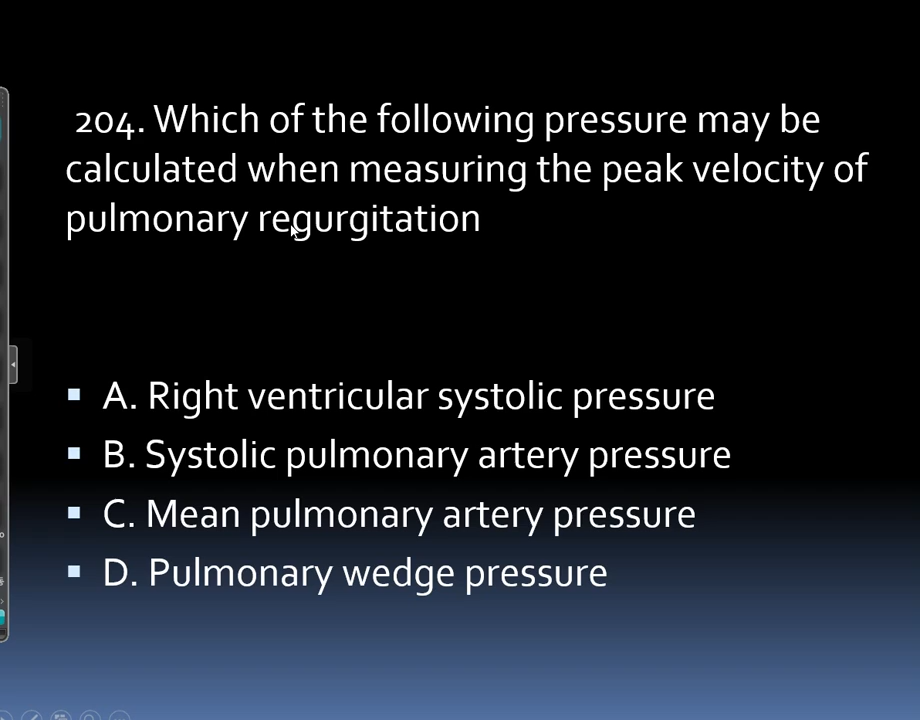 204. Which of the following pressure may be
calculated when measuring the peak velocity of
pulmonary regurgitation
A. Right ventricular systolic pressure
B. Systolic pulmonary artery pressure
C. Mean pulmonary artery pressure
D. Pulmonary wedge pressure